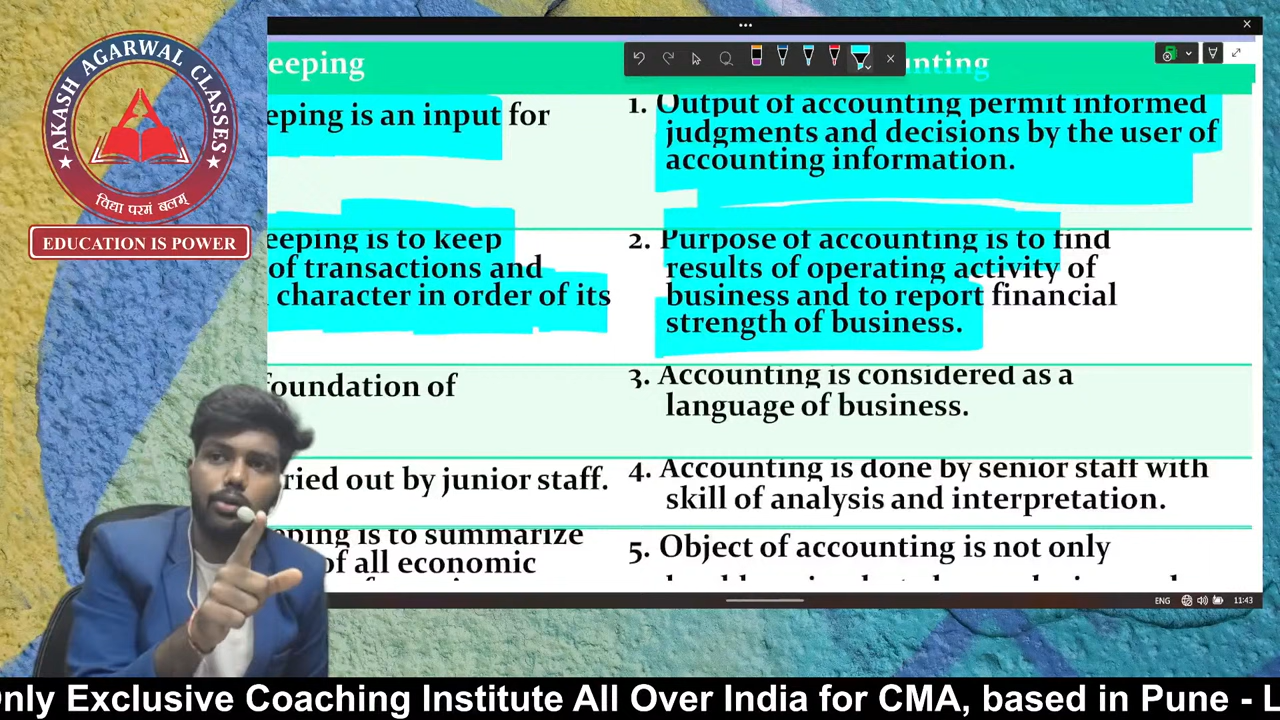 AKASH AGARWAL CLASSES
विद्या परमं बलम्
EDUCATION IS POWER
eeping
unting
eping is an input for
1. Output of accounting permit informed
judgments and decisions by the user of
accounting information.
eeping is to keep
of transactions and
character in order of its
2. Purpose of accounting is to find
results of operating activity of
business and to report financial
strength of business.
foundation of
3. Accounting is considered as a
language of business.
ried out by junior staff.
4. Accounting is done by senior staff with
skill of analysis and interpretation.
eping is to summarize
of all economic
5. Object of accounting is not only
ENG
11:43
Only Exclusive Coaching Institute All Over India for CMA, based in Pune - L